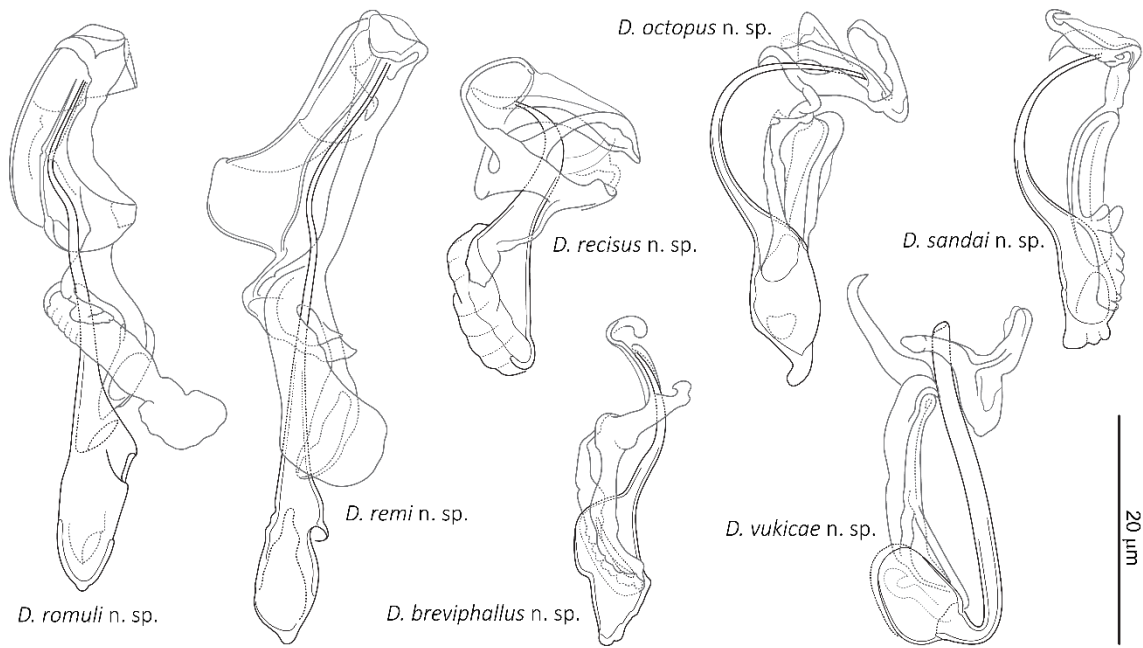 D. octopus n. sp.
D. recisus n. sp.
D. sandai n. sp.
D. remi n. sp.
D. vukicae n. sp.
D. romuli n. sp.
D. breviphallus n. sp.
20 µm